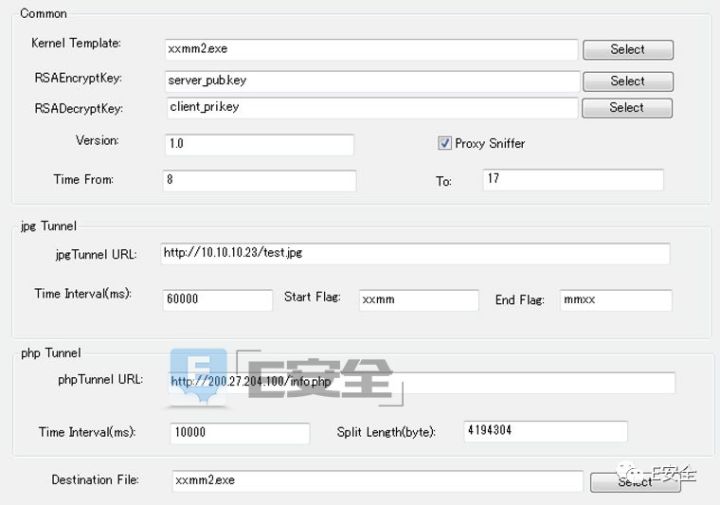 Common
Kernel Template: xxmm2.exe Select
RSAEncryptKey: server_pub.key Select
RSADecryptKey: client_pri.key Select
Version: 1.0 Proxy Sniffer
Time From: 8 To: 17
jpg Tunnel
jpgTunnel URL: http://10.10.10.23/test.jpg
Time Interval(ms): 60000 Start Flag: xxmm End Flag: mmxx
php Tunnel
E安全
phpTunnel URL: http://200.27.204.100/info.php
Time Interval(ms): 10000 Split Length(byte): 4194304
Destination File: xxmm2.exe Select
E安全